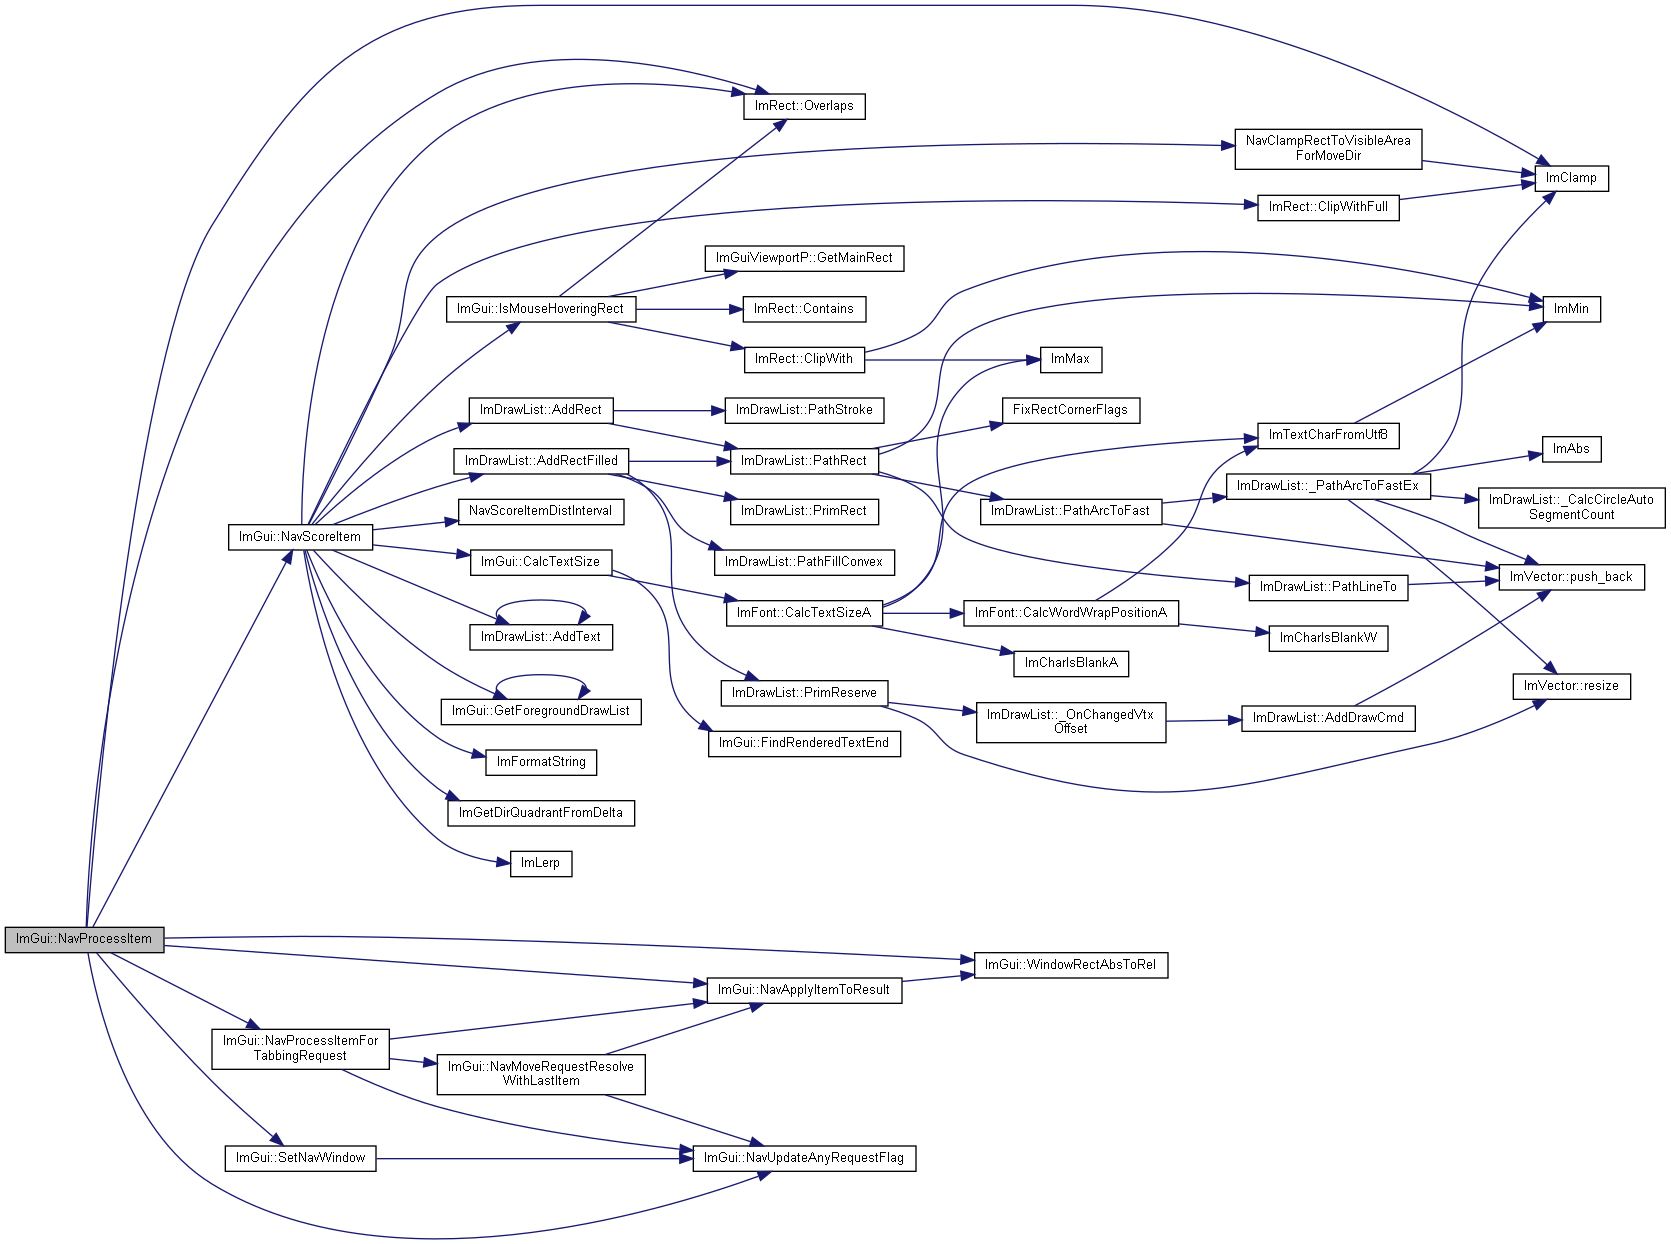 ImRect::Overlaps
NavClampRectToVisibleArea
ForMoveDir
ImClamp
ImRect::ClipWithFull
ImGuiViewportP::GetMainRect
ImGui::IsMouseHoveringRect
ImRect::Contains
ImMin
ImRect::ClipWith
ImMax
ImDrawList::AddRect
ImDrawList::PathStroke
FixRectCornerFlags
ImTextCharFromUtf8
ImAbs
ImDrawList::AddRectFilled
ImDrawList::PathRect
ImDrawList::_PathArcToFastEx
ImDrawList::_CalcCircleAuto
SegmentCount
NavScoreItemDistInterval
ImDrawList::PrimRect
ImDrawList::PathArcToFast
ImGui::NavScoreItem
ImGui::CalcTextSize
ImDrawList::PathFillConvex
ImVector::push_back
ImDrawList::PathLineTo
ImFont::CalcTextSizeA
ImFont::CalcWordWrapPositionA
ImDrawList::AddText
ImCharIsBlankW
ImCharIsBlankA
ImDrawList::PrimReserve
ImVector::resize
ImGui::GetForegroundDrawList
ImDrawList::_OnChangedVtx
Offset
ImDrawList::AddDrawCmd
ImGui::FindRenderedTextEnd
ImFormatString
ImGetDirQuadrantFromDelta
ImLerp
ImGui::NavProcessItem
ImGui::WindowRectAbsToRel
ImGui::NavApplyItemToResult
ImGui::NavProcessItemFor
TabbingRequest
ImGui::NavMoveRequestResolve
WithLastItem
ImGui::SetNavWindow
ImGui::NavUpdateAnyRequestFlag